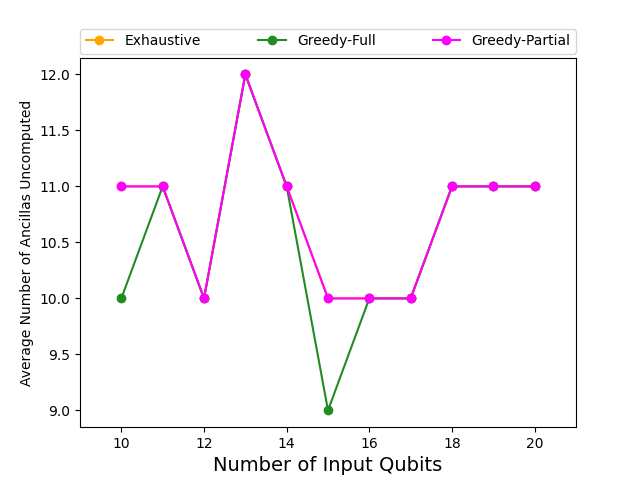 Exhaustive Greedy-Full Greedy-Partial
12.0
11.5
11.0
10.5
10.0
9.5
9.0
Average Number of Ancillas Uncomputed
10 12 14 16 18 20
Number of Input Qubits